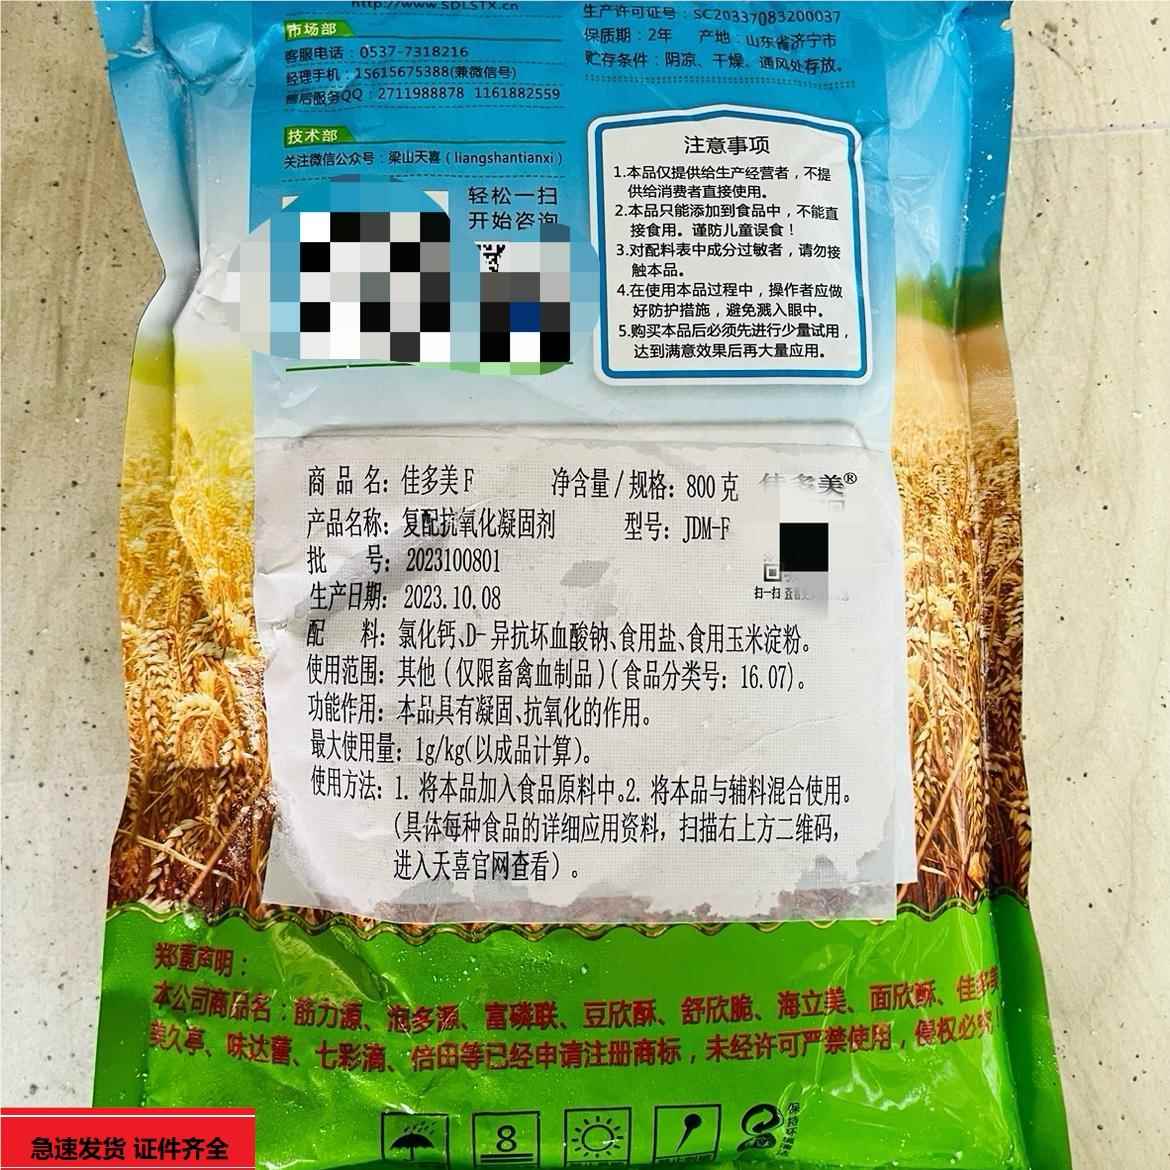 http://www.SDLSTX.cn
市场部
客服电话：0537-7318216
经理手机：15615675388(兼微信号)
售后服务QQ：2711988878 1161882559
技术部
关注微信公众号：梁山天喜（liangshantianxi）
轻松一扫
开始咨询
生产许可证号：SC20337083200037
保质期：2年 产地：山东省济宁市
贮存条件：阴凉、干燥、通风处存放。
注意事项
1.本品仅提供给生产经营者，不提
供给消费者直接使用。
2.本品只能添加到食品中，不能直
接食用。谨防儿童误食！
3.对配料表中成分过敏者，请勿接
触本品。
4.在使用本品过程中，操作者应做
好防护措施，避免溅入眼中。
5.购买本品后必须先进行少量试用，
达到满意效果后再大量应用。
商品名：佳多美F 净含量/规格：800克 佳多美®
产品名称：复配抗氧化凝固剂 型号：JDM-F
批号：2023100801
生产日期：2023.10.08
扫一扫
配料：氯化钙、D-异抗坏血酸钠、食用盐、食用玉米淀粉。
使用范围：其他（仅限畜禽血制品）（食品分类号：16.07）。
功能作用：本品具有凝固、抗氧化的作用。
最大使用量：1g/kg(以成品计算)。
使用方法：1. 将本品加入食品原料中。2. 将本品与辅料混合使用。
（具体每种食品的详细应用资料，扫描右上方二维码，
进入天喜官网查看）。
郑重声明：
本公司商品名：筋力源、泡多源、富磷联、豆欣酥、舒欣脆、海立美、面欣酥、佳多美
美久亭、味达蕾、七彩滴、倍田等已经申请注册商标，未经许可严禁使用，侵权必究！
8
保持环境清洁
急速发货 证件齐全